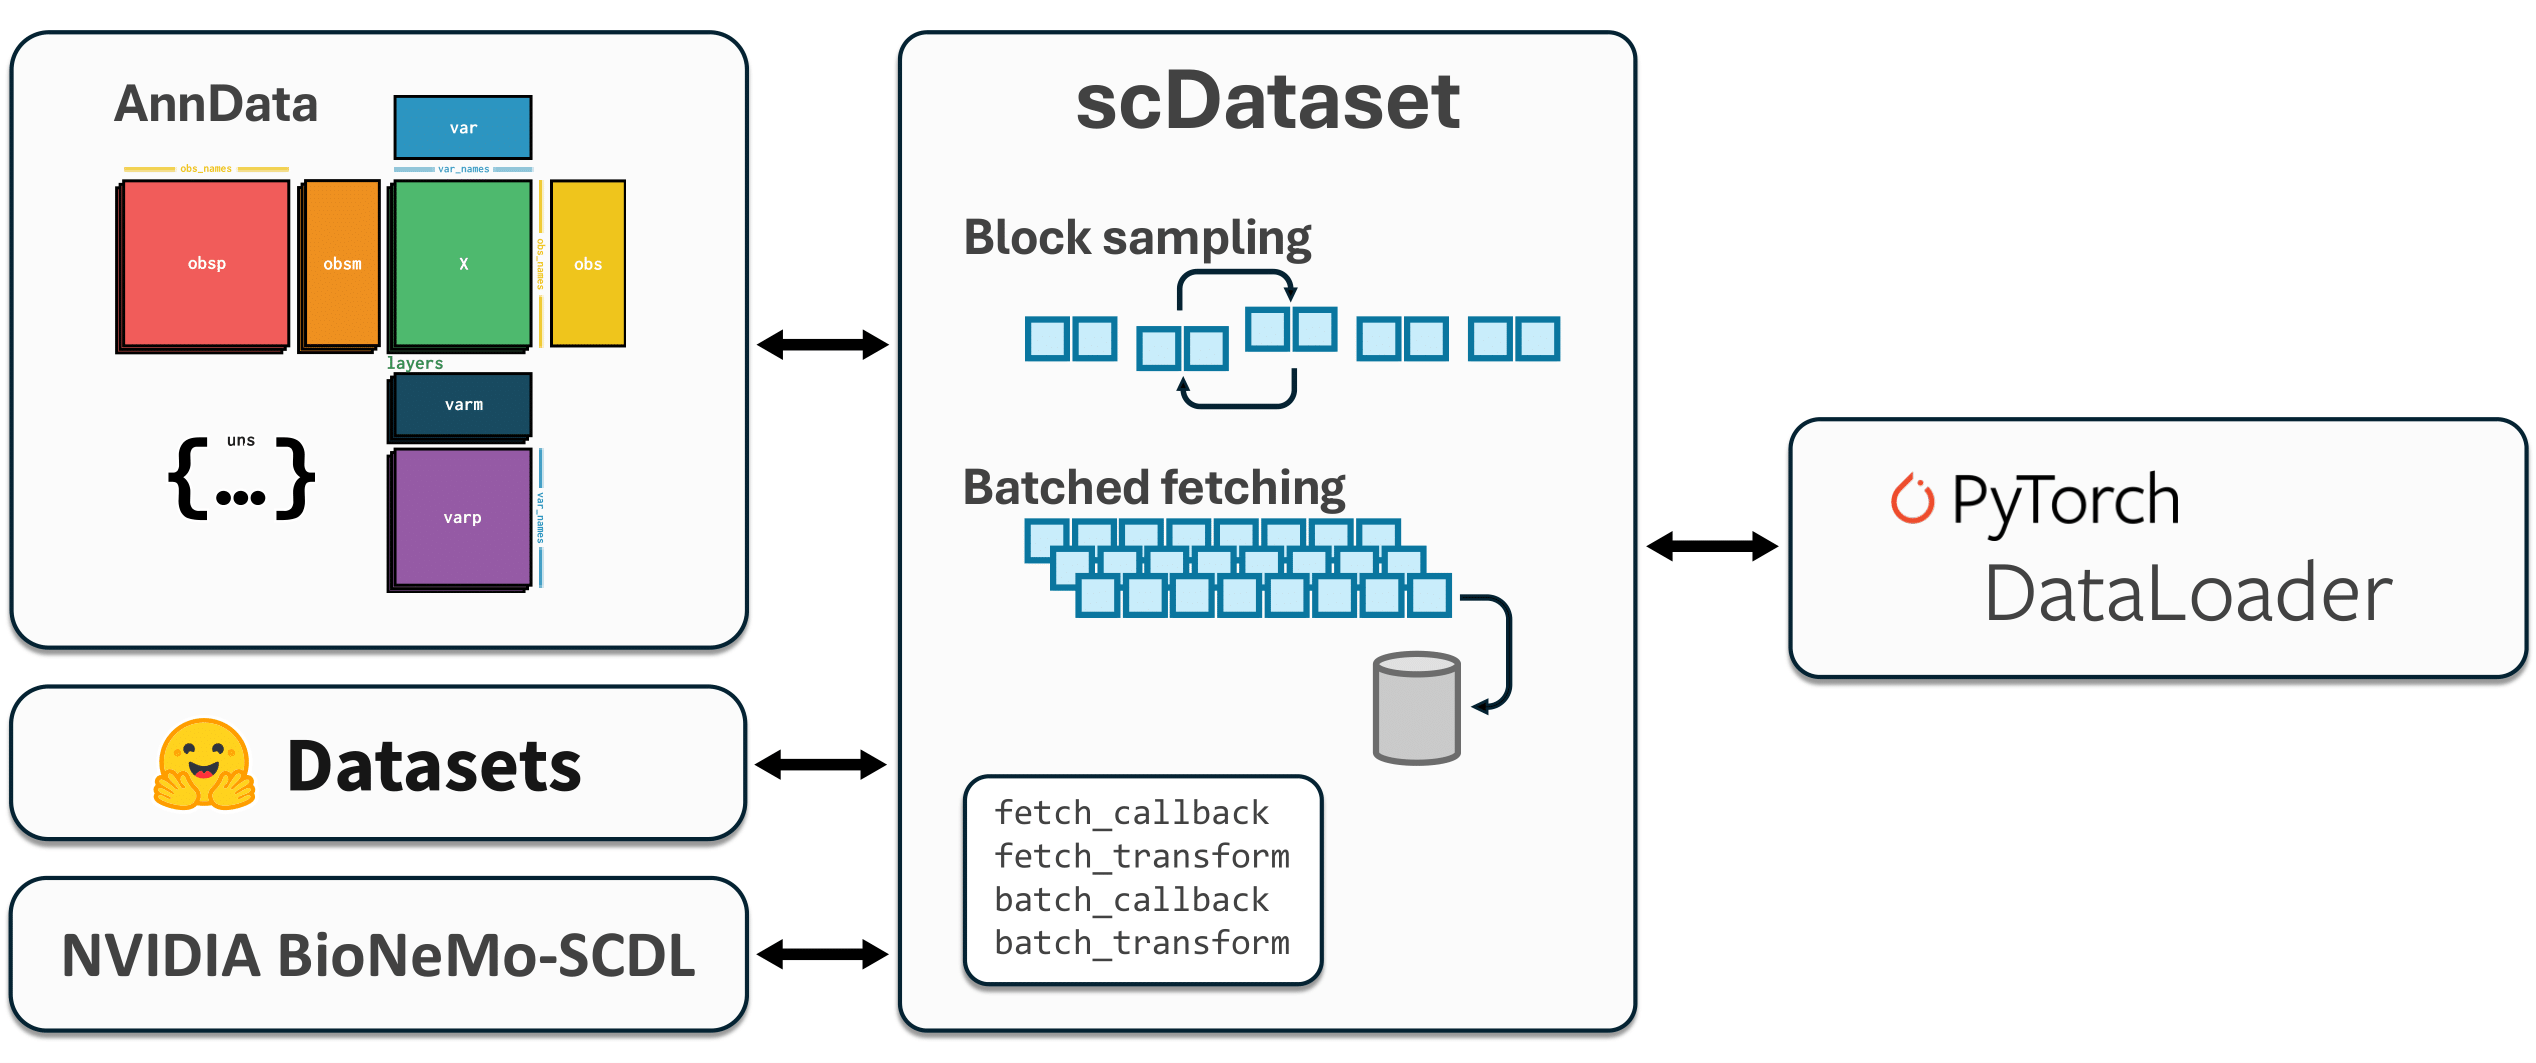 AnnData
var
obs_names
var_names
obsp
obsm
X
obs_names
obs
layers
varm
uns
{...}
varp
var_names
Datasets
NVIDIA BioNeMo-SCDL
scDataset
Block sampling
Batched fetching
fetch_callback
fetch_transform
batch_callback
batch_transform
PyTorch
DataLoader